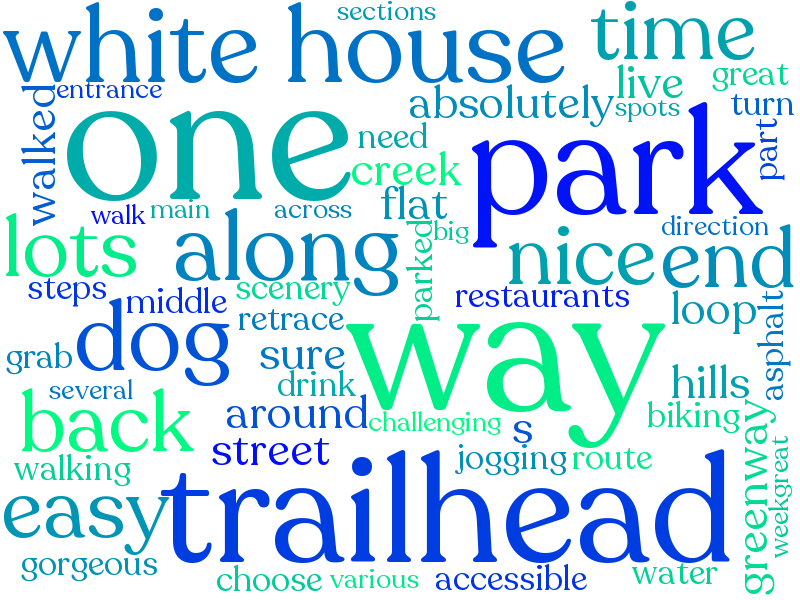 sections
white house
time
entrance
live
great
walked
one
absolutely
spots
turn
need
park
part
creek
walk
main
across
flat
lots
along
parked
big
direction
nice
end
steps
middle
scenery
restaurants
loop
dog
retrace
way
asphalt
grab
sure
several
drink
hills
back
around
challenging
s
biking
street
jogging
route
greenway
walking
trailhead
weekgreat
easy
gorgeous
choose
various
accessible
water